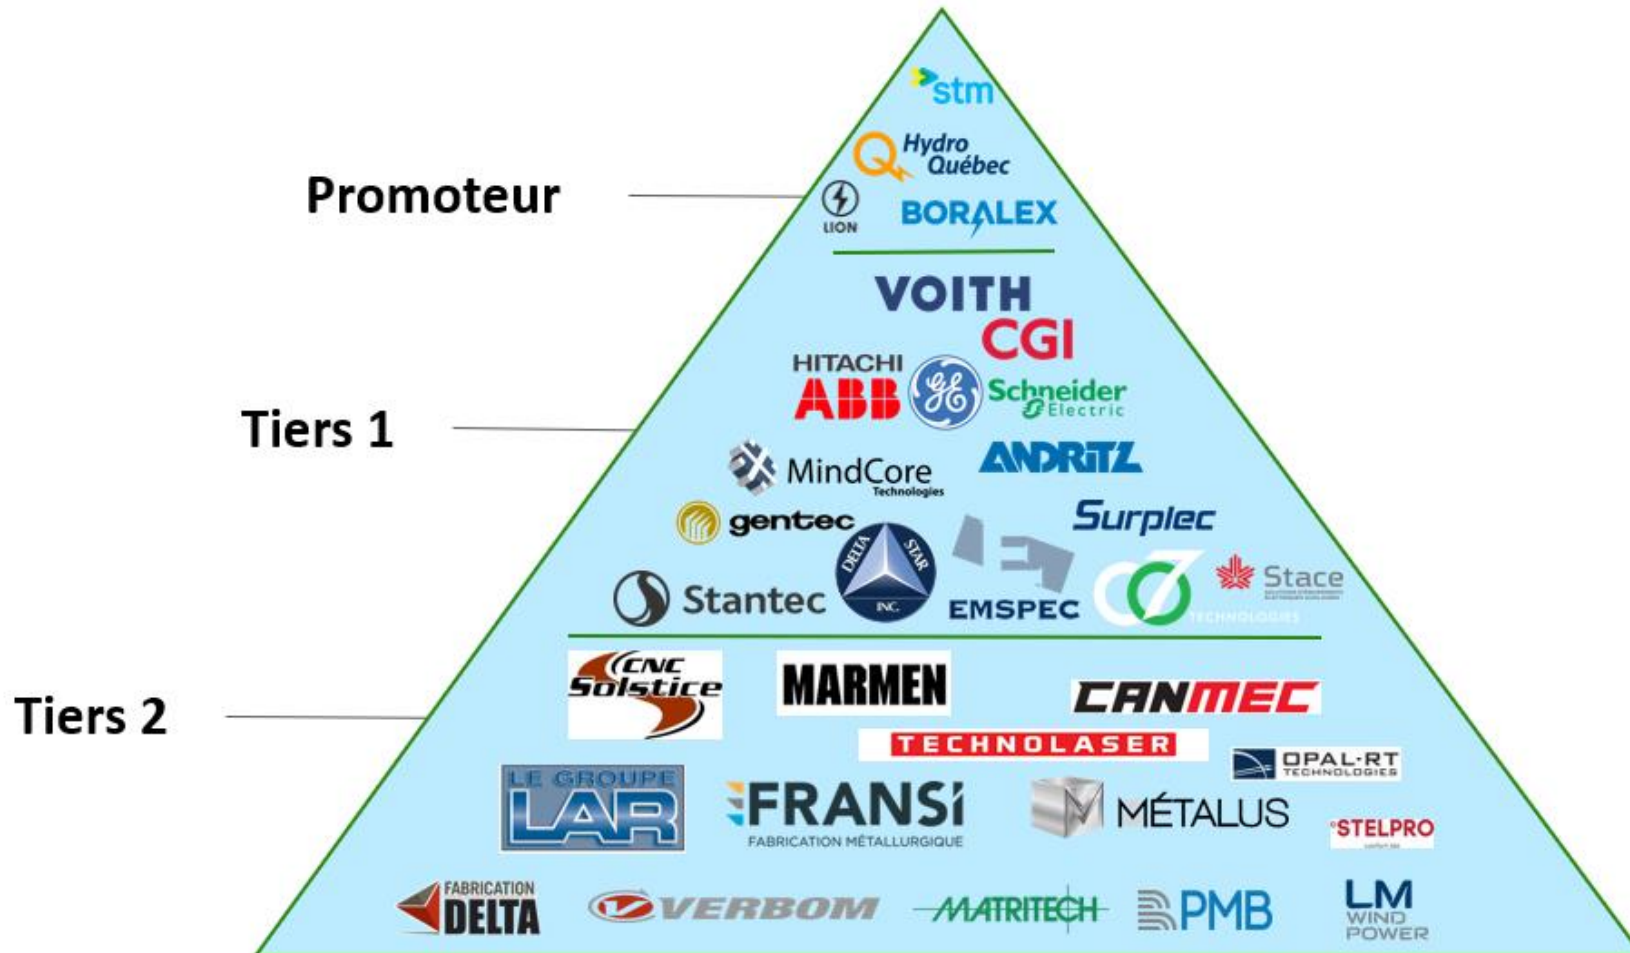 stm
Hydro
Québec
Promoteur
LION
BORALEX
VOITH
CGI
HITACHI
ABB
GE
Schneider
Electric
Tiers 1
MindCore
Technologies
ANDRITZ
gentec
Surplec
DELTA STAR
INC.
Stantec
EMSPEC
TECHNOLOGIES
Stace
CNC
Solstice
MARMEN
CANMEC
Tiers 2
TECHNOLASER
OPAL-RT
TECHNOLOGIES
LE GROUPE
LAR
FRANSi
FABRICATION MÉTALLURGIQUE
MÉTALUS
STELPRO
FABRICATION
DELTA
VERBOM
MATRITECH
PMB
LM
WIND
POWER